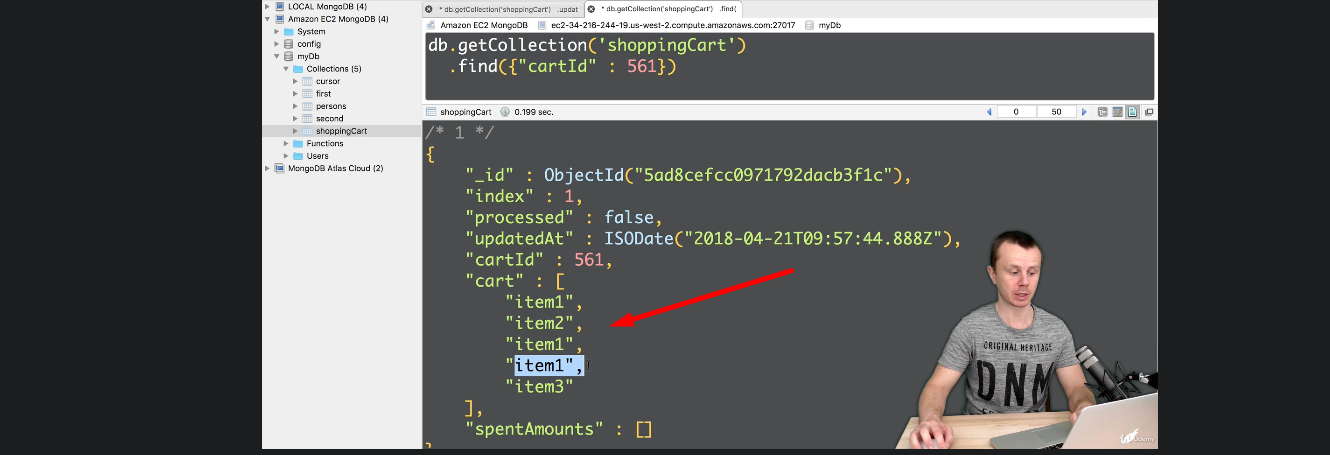 LOCAL MongoDB (4)
Amazon EC2 MongoDB (4)
System
config
myDb
Collections (5)
cursor
first
persons
second
shoppingCart
Functions
Users
MongoDB Atlas Cloud (2)
* db.getCollection('shoppingCart') .updat
* db.getCollection('shoppingCart') .find(
Amazon EC2 MongoDB ec2-34-216-244-19.us-west-2.compute.amazonaws.com:27017 myDb
db.getCollection('shoppingCart')
.find({"cartId" : 561})
shoppingCart 0.199 sec. 0 50
/* 1 */
{
"_id" : ObjectId("5ad8cefcc0971792dacb3f1c"),
"index" : 1,
"processed" : false,
"updatedAt" : ISODate("2018-04-21T09:57:44.888Z"),
"cartId" : 561,
"cart" : [
"item1",
"item2",
"item1",
"item1",
"item3"
],
"spentAmounts" : []
}
ORIGINAL HERITAGE
DNM
Udemy